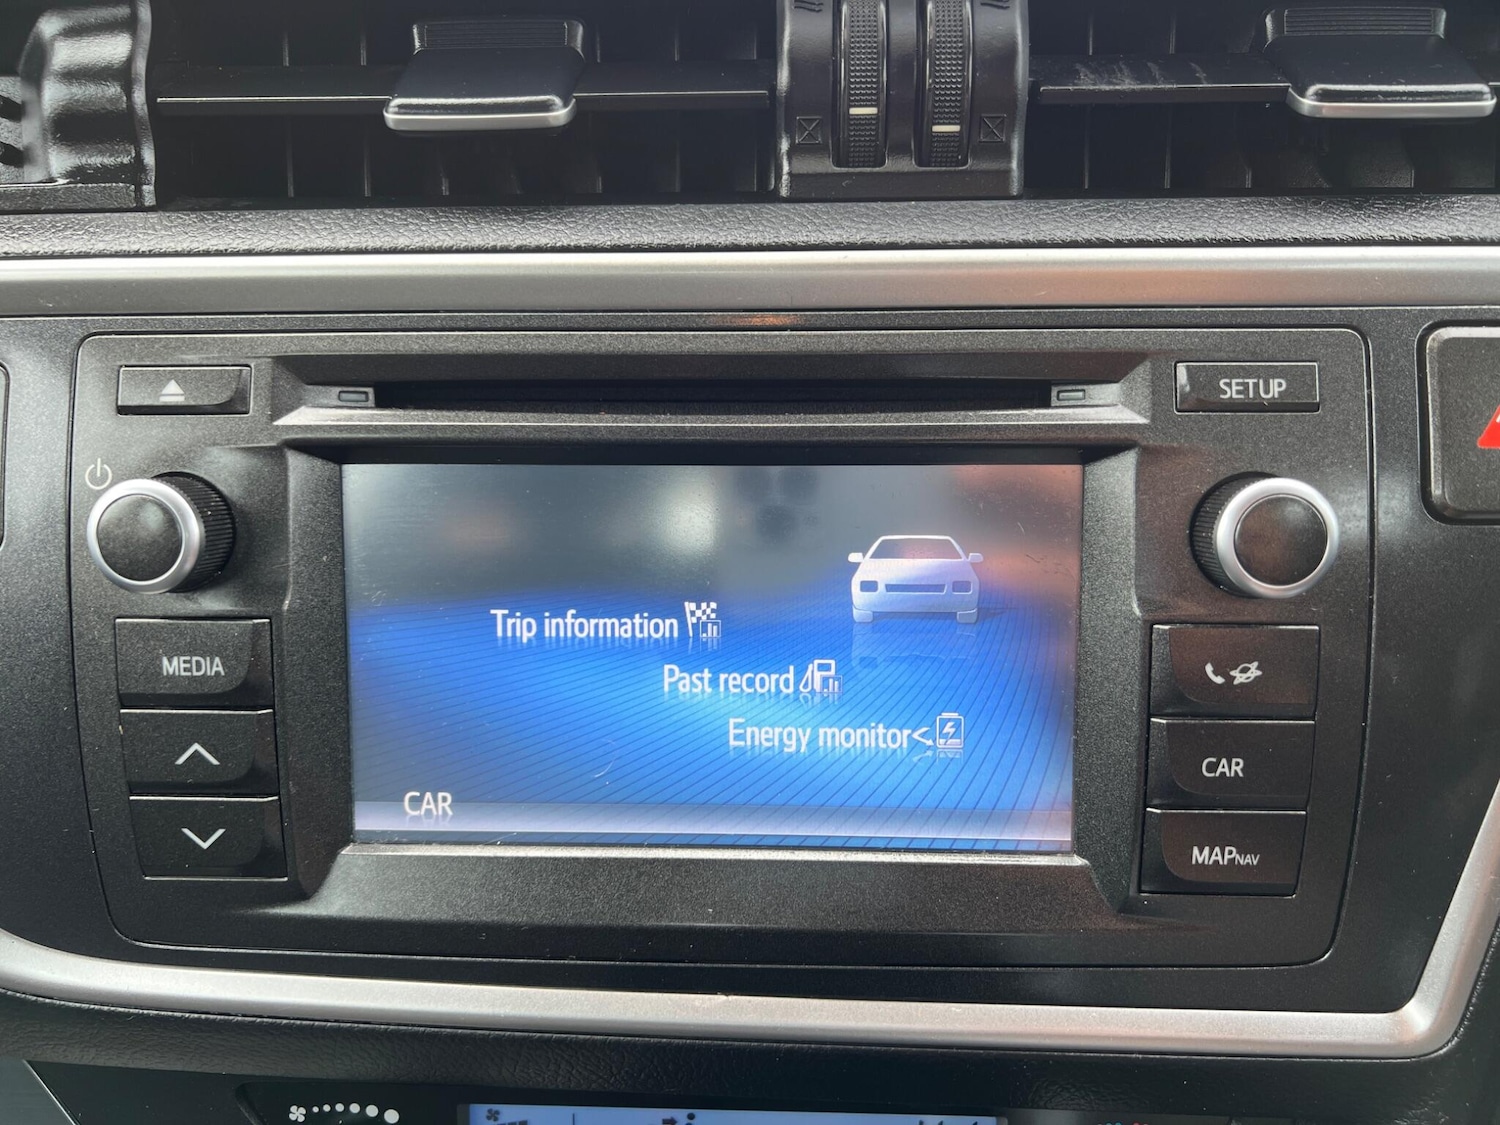 SETUP
MEDIA
Trip information
Past record
Energy monitor
CAR
CAR
MAPNAV